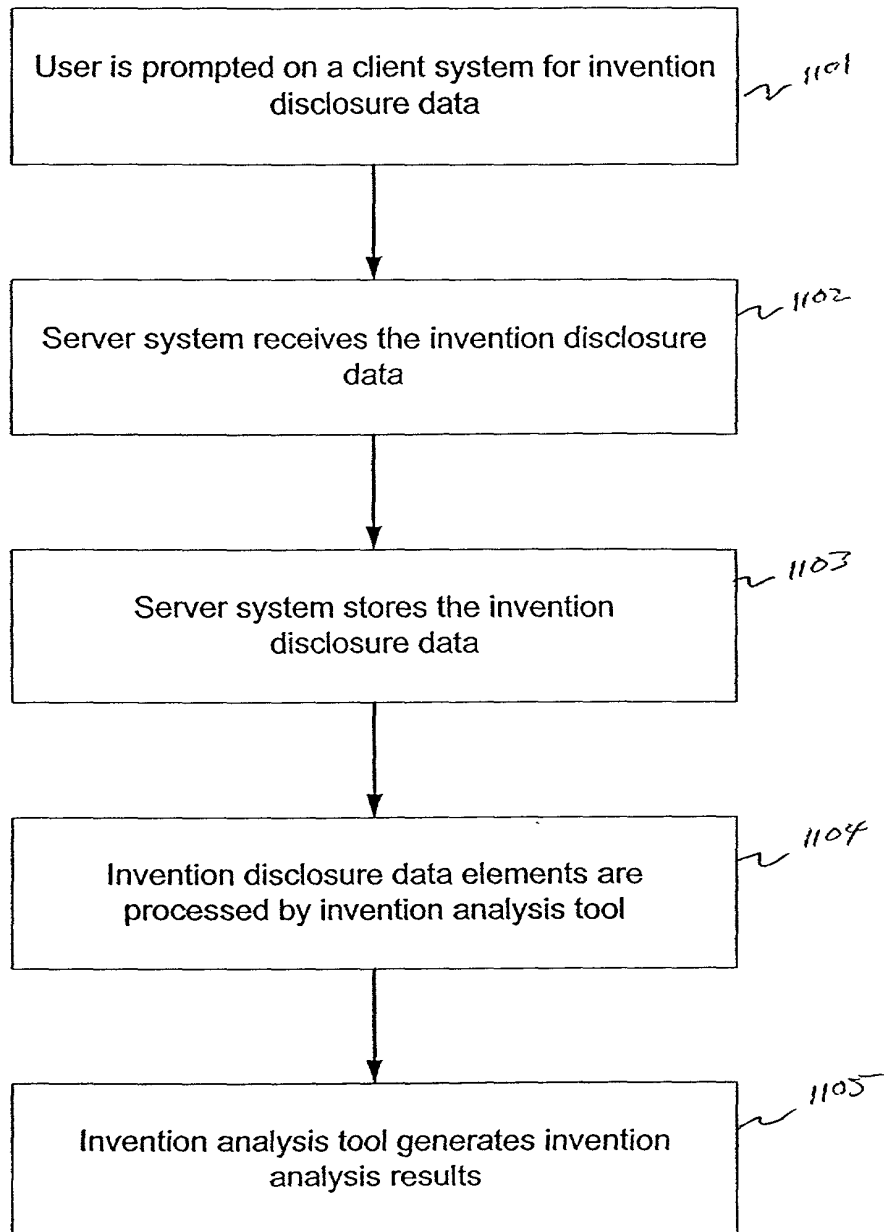 User is prompted on a client system for invention
disclosure data
1101
Server system receives the invention disclosure
data
1102
Server system stores the invention
disclosure data
1103
Invention disclosure data elements are
processed by invention analysis tool
1104
Invention analysis tool generates invention
analysis results
1105